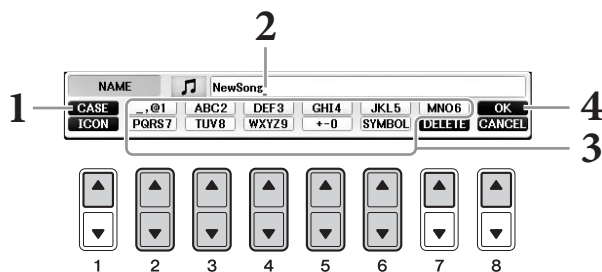 2
NAME NewSong
1 CASE _,@1 ABC2 DEF3 GHI4 JKL5 MNO6 OK 4
ICON PQRS7 TUV8 WXYZ9 +-0 SYMBOL DELETE CANCEL
3
1 2 3 4 5 6 7 8